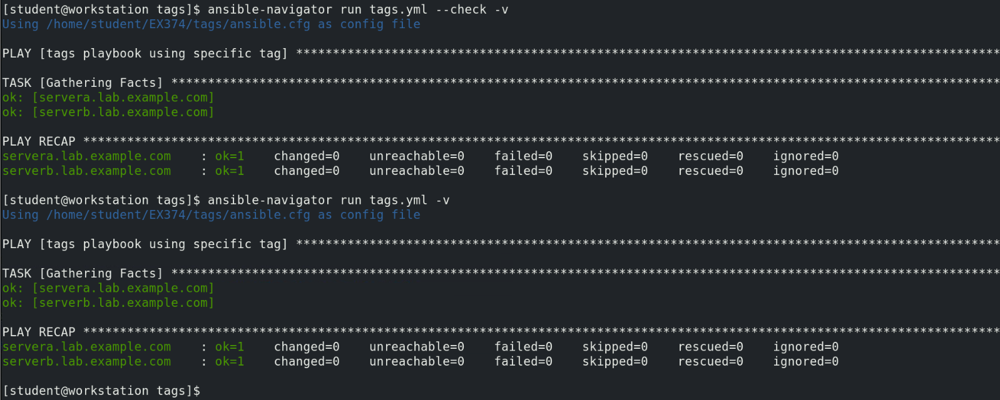 [student@workstation tags]$ ansible-navigator run tags.yml --check -v
Using /home/student/EX374/tags/ansible.cfg as config file
PLAY [tags playbook using specific tag] ************************************************************************************************
TASK [Gathering Facts] *****************************************************************************************************************
ok: [servera.lab.example.com]
ok: [serverb.lab.example.com]
PLAY RECAP *****************************************************************************************************************************
servera.lab.example.com    : ok=1    changed=0    unreachable=0    failed=0    skipped=0    rescued=0    ignored=0
serverb.lab.example.com    : ok=1    changed=0    unreachable=0    failed=0    skipped=0    rescued=0    ignored=0
[student@workstation tags]$ ansible-navigator run tags.yml -v
Using /home/student/EX374/tags/ansible.cfg as config file
PLAY [tags playbook using specific tag] ************************************************************************************************
TASK [Gathering Facts] *****************************************************************************************************************
ok: [servera.lab.example.com]
ok: [serverb.lab.example.com]
PLAY RECAP *****************************************************************************************************************************
servera.lab.example.com    : ok=1    changed=0    unreachable=0    failed=0    skipped=0    rescued=0    ignored=0
serverb.lab.example.com    : ok=1    changed=0    unreachable=0    failed=0    skipped=0    rescued=0    ignored=0
[student@workstation tags]$